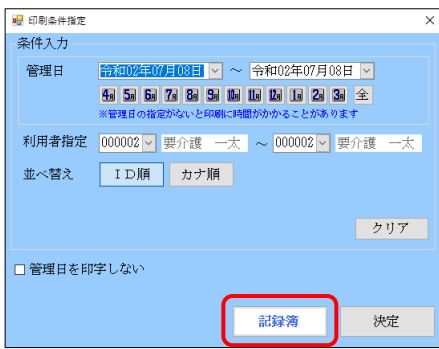 印刷条件指定
条件入力
管理日 令和02年07月08日 ～ 令和02年07月08日
4月 5月 6月 7月 8月 9月 10月 11月 12月 1月 2月 3月 全
※管理日の指定がないと印刷に時間がかかることがあります
利用者指定 000002 要介護 一太 ～ 000002 要介護 一太
並べ替え ＩＤ順 カナ順
クリア
管理日を印字しない
記録簿 決定